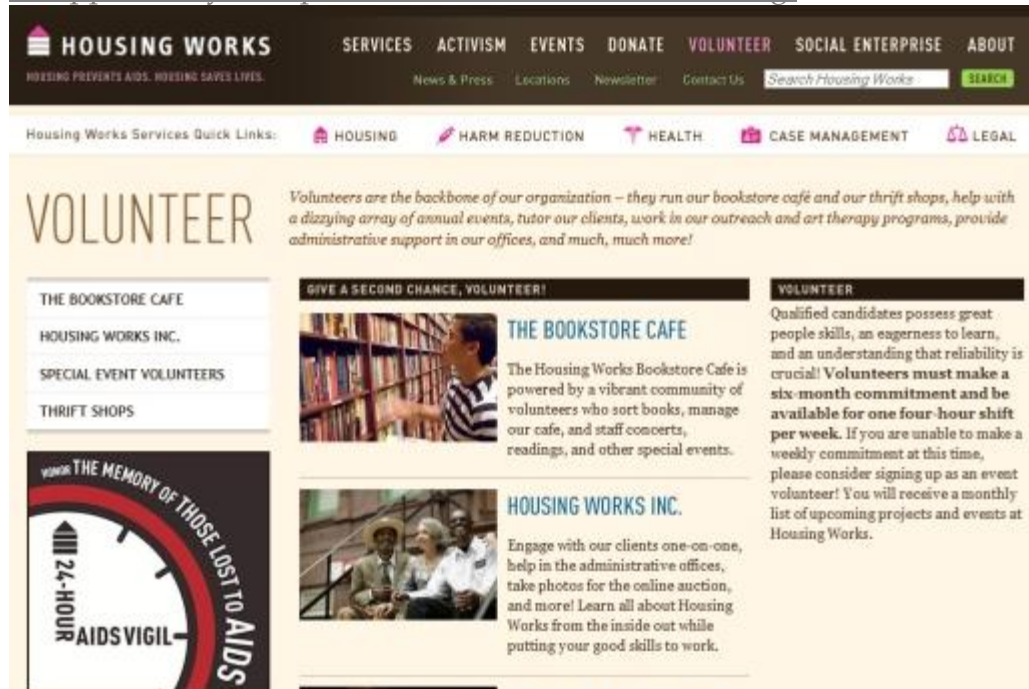 HOUSING WORKS
HOUSING PREVENTS AIDS. HOUSING SAVES LIVES.
SERVICES ACTIVISM EVENTS DONATE VOLUNTEER SOCIAL ENTERPRISE ABOUT
News & Press Locations Newsletter Contact Us Search Housing Works SEARCH
Housing Works Services Quick Links: HOUSING HARM REDUCTION HEALTH CASE MANAGEMENT LEGAL
VOLUNTEER
Volunteers are the backbone of our organization – they run our bookstore café and our thrift shops, help with
a dizzying array of annual events, tutor our clients, work in our outreach and art therapy programs, provide
administrative support in our offices, and much, much more!
THE BOOKSTORE CAFE
HOUSING WORKS INC.
SPECIAL EVENT VOLUNTEERS
THRIFT SHOPS
HONOR THE MEMORY OF THOSE LOST TO AIDS
24-HOUR
AIDS VIGIL
GIVE A SECOND CHANCE, VOLUNTEER!
THE BOOKSTORE CAFE
The Housing Works Bookstore Cafe is
powered by a vibrant community of
volunteers who sort books, manage
our cafe, and staff concerts,
readings, and other special events.
HOUSING WORKS INC.
Engage with our clients one-on-one,
help in the administrative offices,
take photos for the online auction,
and more! Learn all about Housing
Works from the inside out while
putting your good skills to work.
VOLUNTEER
Qualified candidates possess great
people skills, an eagerness to learn,
and an understanding that reliability is
crucial! Volunteers must make a
six-month commitment and be
available for one four-hour shift
per week. If you are unable to make a
weekly commitment at this time,
please consider signing up as an event
volunteer! You will receive a monthly
list of upcoming projects and events at
Housing Works.